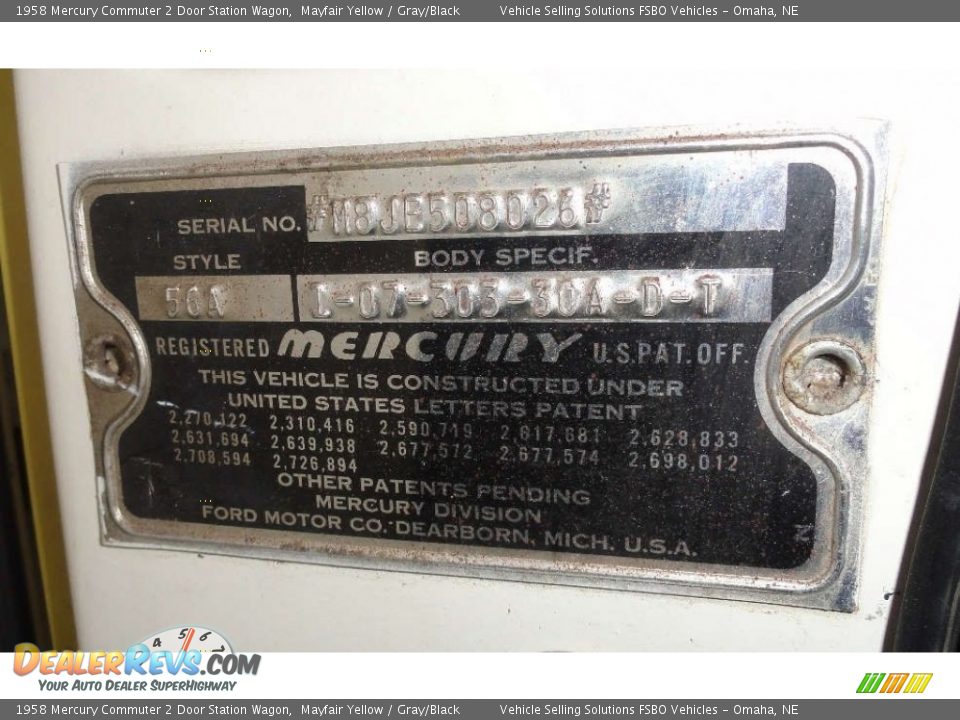 1958 Mercury Commuter 2 Door Station Wagon, Mayfair Yellow / Gray/Black Vehicle Selling Solutions FSBO Vehicles - Omaha, NE
SERIAL NO. #M8JE508026#
STYLE BODY SPECIF.
56A -07-303-30A-D-T
REGISTERED MERCURY U.S.PAT.OFF.
THIS VEHICLE IS CONSTRUCTED UNDER
UNITED STATES LETTERS PATENT
2,270,122 2,310,416 2,590,719 2,617,681 2,628,833
2,631,694 2,639,938 2,677,572 2,677,574 2,698,012
2,708,594 2,726,894
OTHER PATENTS PENDING
MERCURY DIVISION
FORD MOTOR CO. DEARBORN, MICH. U.S.A.
N
4 5 6 7
DEALERREVS.COM
YOUR AUTO DEALER SUPERHIGHWAY
1958 Mercury Commuter 2 Door Station Wagon, Mayfair Yellow / Gray/Black Vehicle Selling Solutions FSBO Vehicles - Omaha, NE